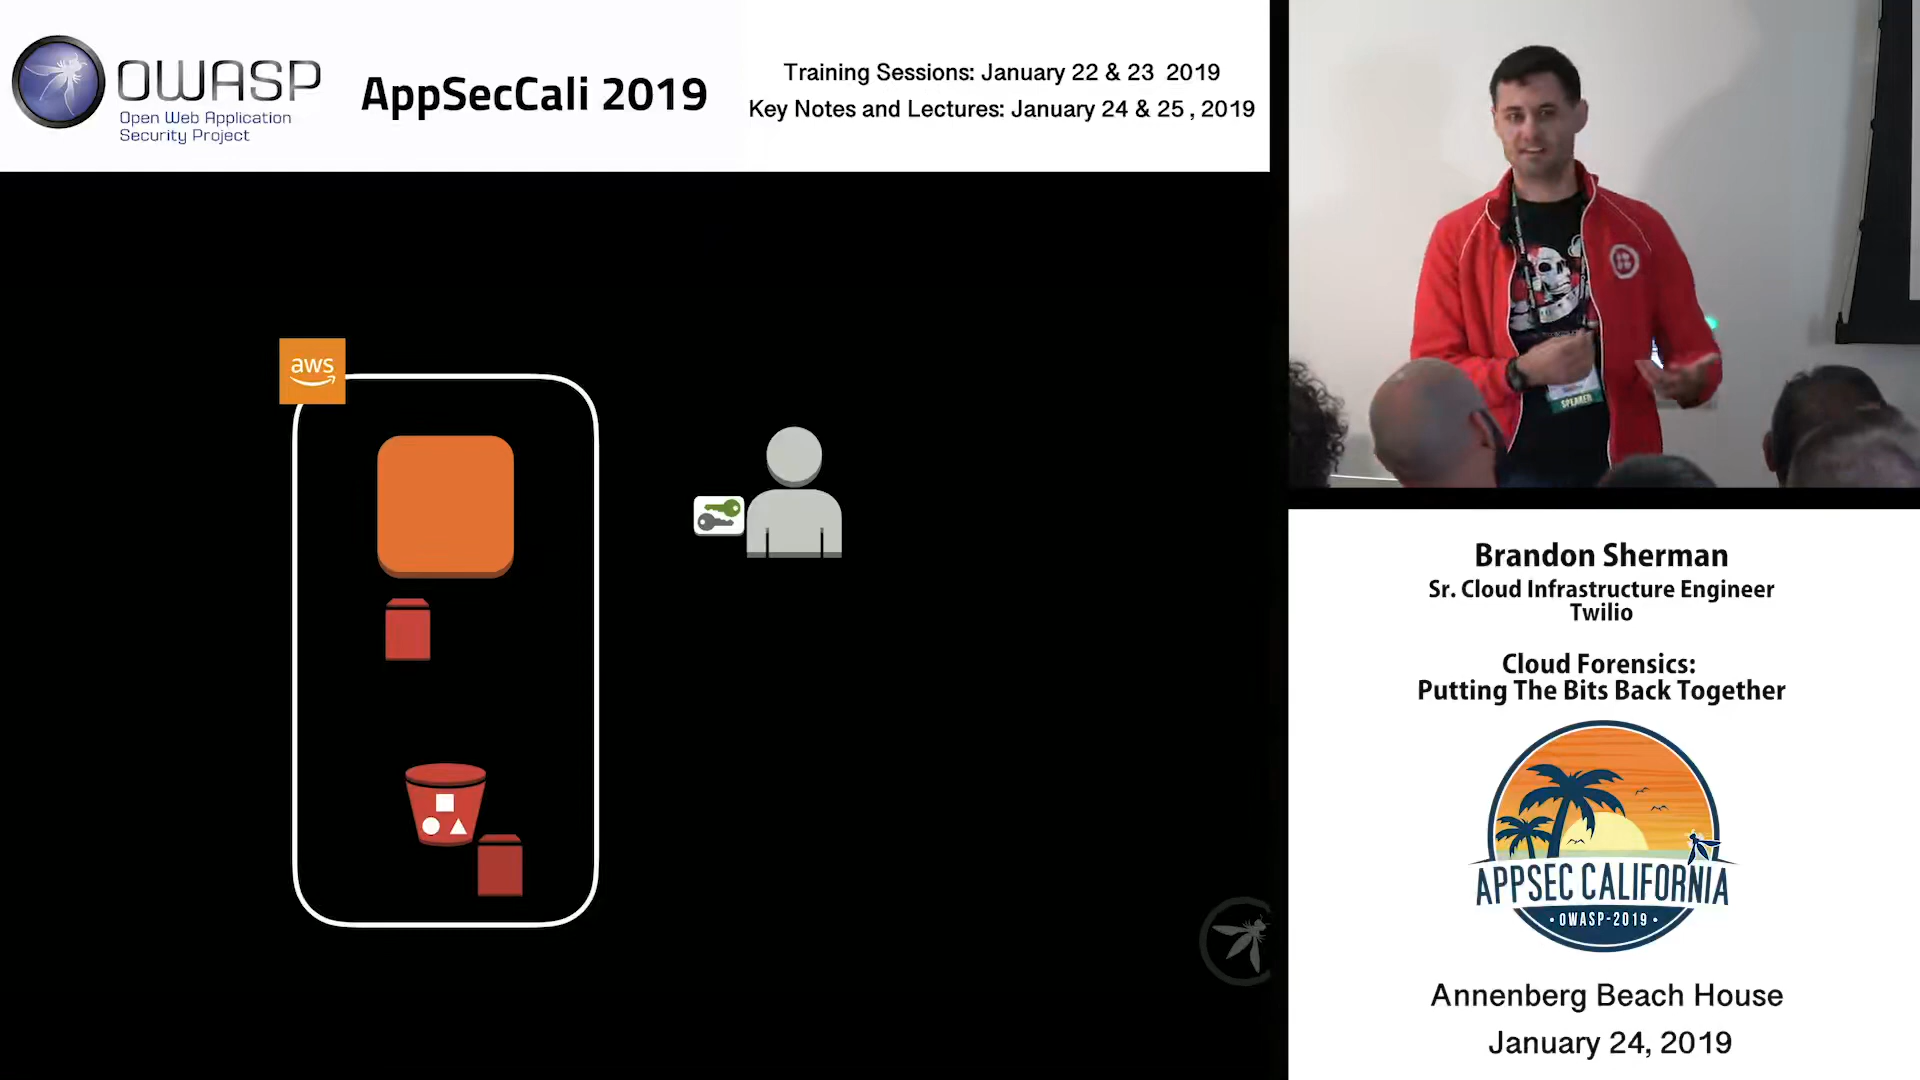 OWASP
Open Web Application
Security Project
AppSecCali 2019
Training Sessions: January 22 & 23 2019
Key Notes and Lectures: January 24 & 25 , 2019
aws
SPEAKER
Brandon Sherman
Sr. Cloud Infrastructure Engineer
Twilio
Cloud Forensics:
Putting The Bits Back Together
APPSEC CALIFORNIA
• OWASP-2019 •
Annenberg Beach House
January 24, 2019